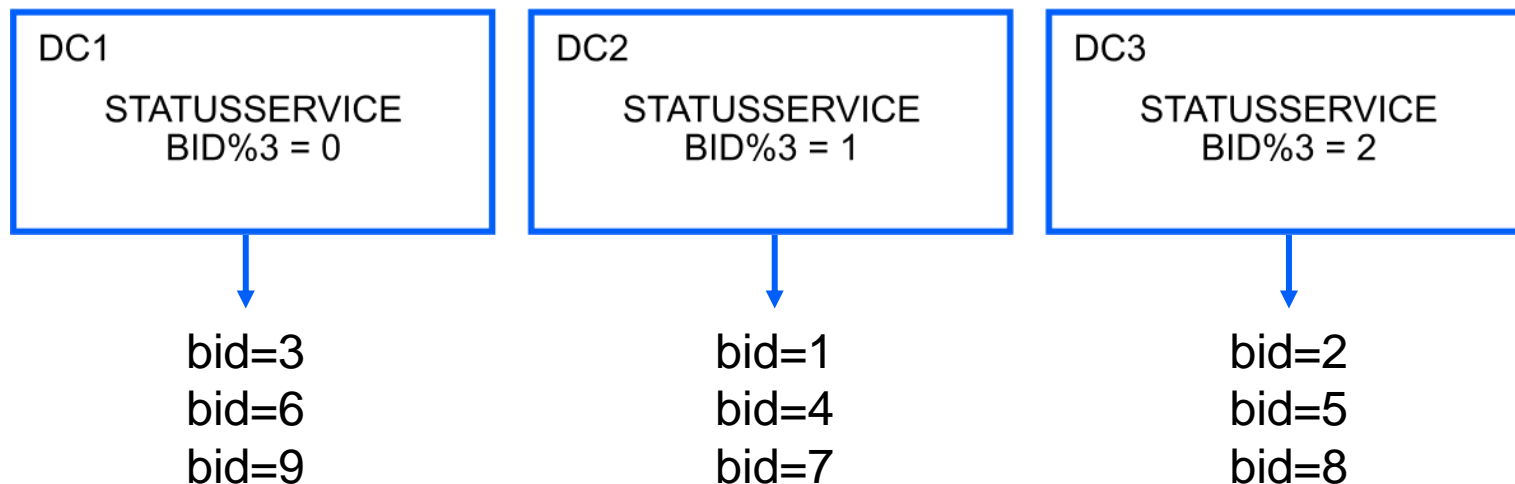 DC1
STATUSSERVICE
BID%3 = 0
DC2
STATUSSERVICE
BID%3 = 1
DC3
STATUSSERVICE
BID%3 = 2
bid=3
bid=6
bid=9
bid=1
bid=4
bid=7
bid=2
bid=5
bid=8